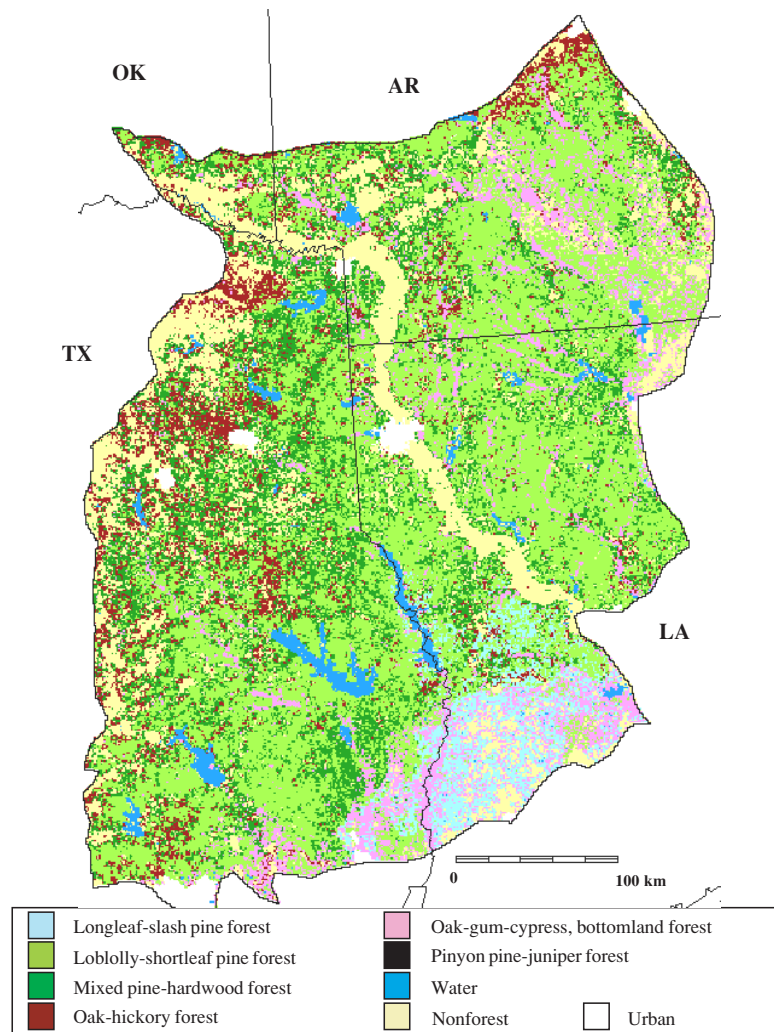 OK
AR
TX
LA
0 100 km
Longleaf-slash pine forest
Loblolly-shortleaf pine forest
Mixed pine-hardwood forest
Oak-hickory forest
Oak-gum-cypress, bottomland forest
Pinyon pine-juniper forest
Water
Nonforest
Urban